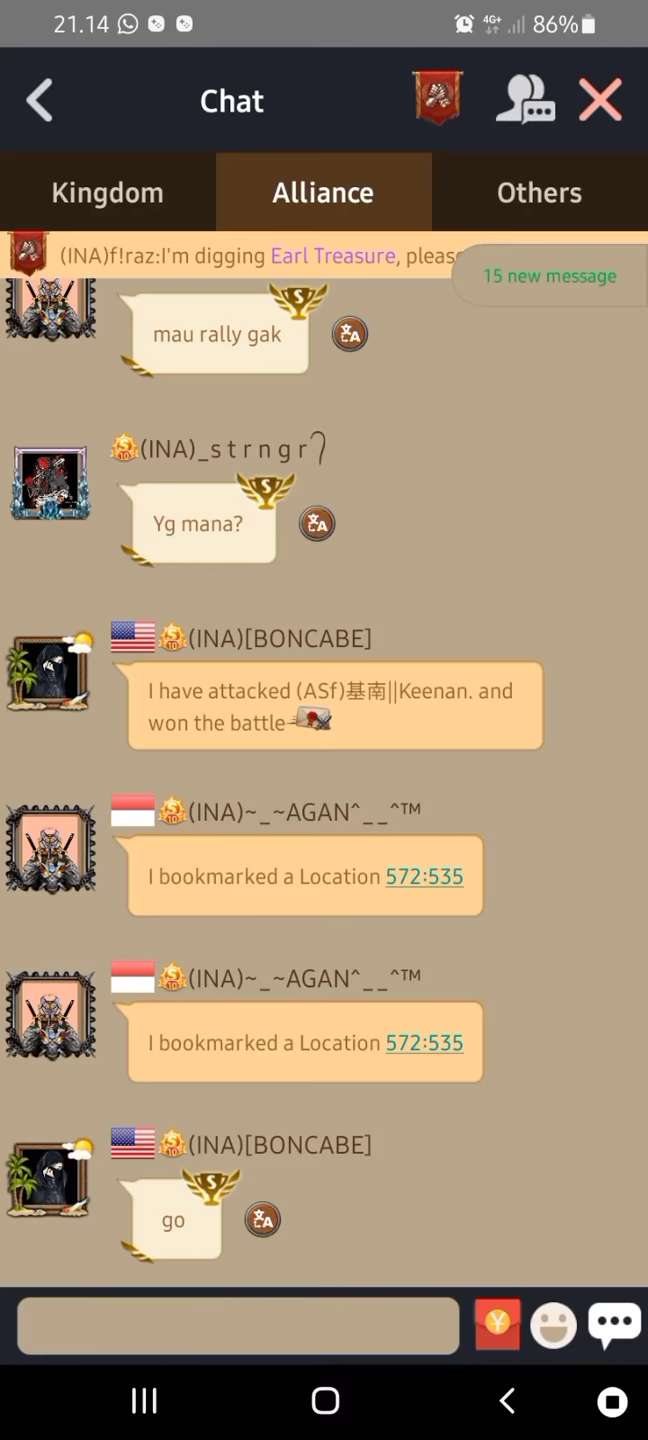 21.14
4G+
86%
Chat
Kingdom
Alliance
Others
(INA)f!raz:I'm digging Earl Treasure, please
15 new message
mau rally gak
(INA)_s t r n g r᭄
Yg mana?
(INA)[BONCABE]
I have attacked (ASf)基南||Keenan. and
won the battle
(INA)~_~AGAN^__^™
I bookmarked a Location 572:535
(INA)~_~AGAN^__^™
I bookmarked a Location 572:535
(INA)[BONCABE]
go